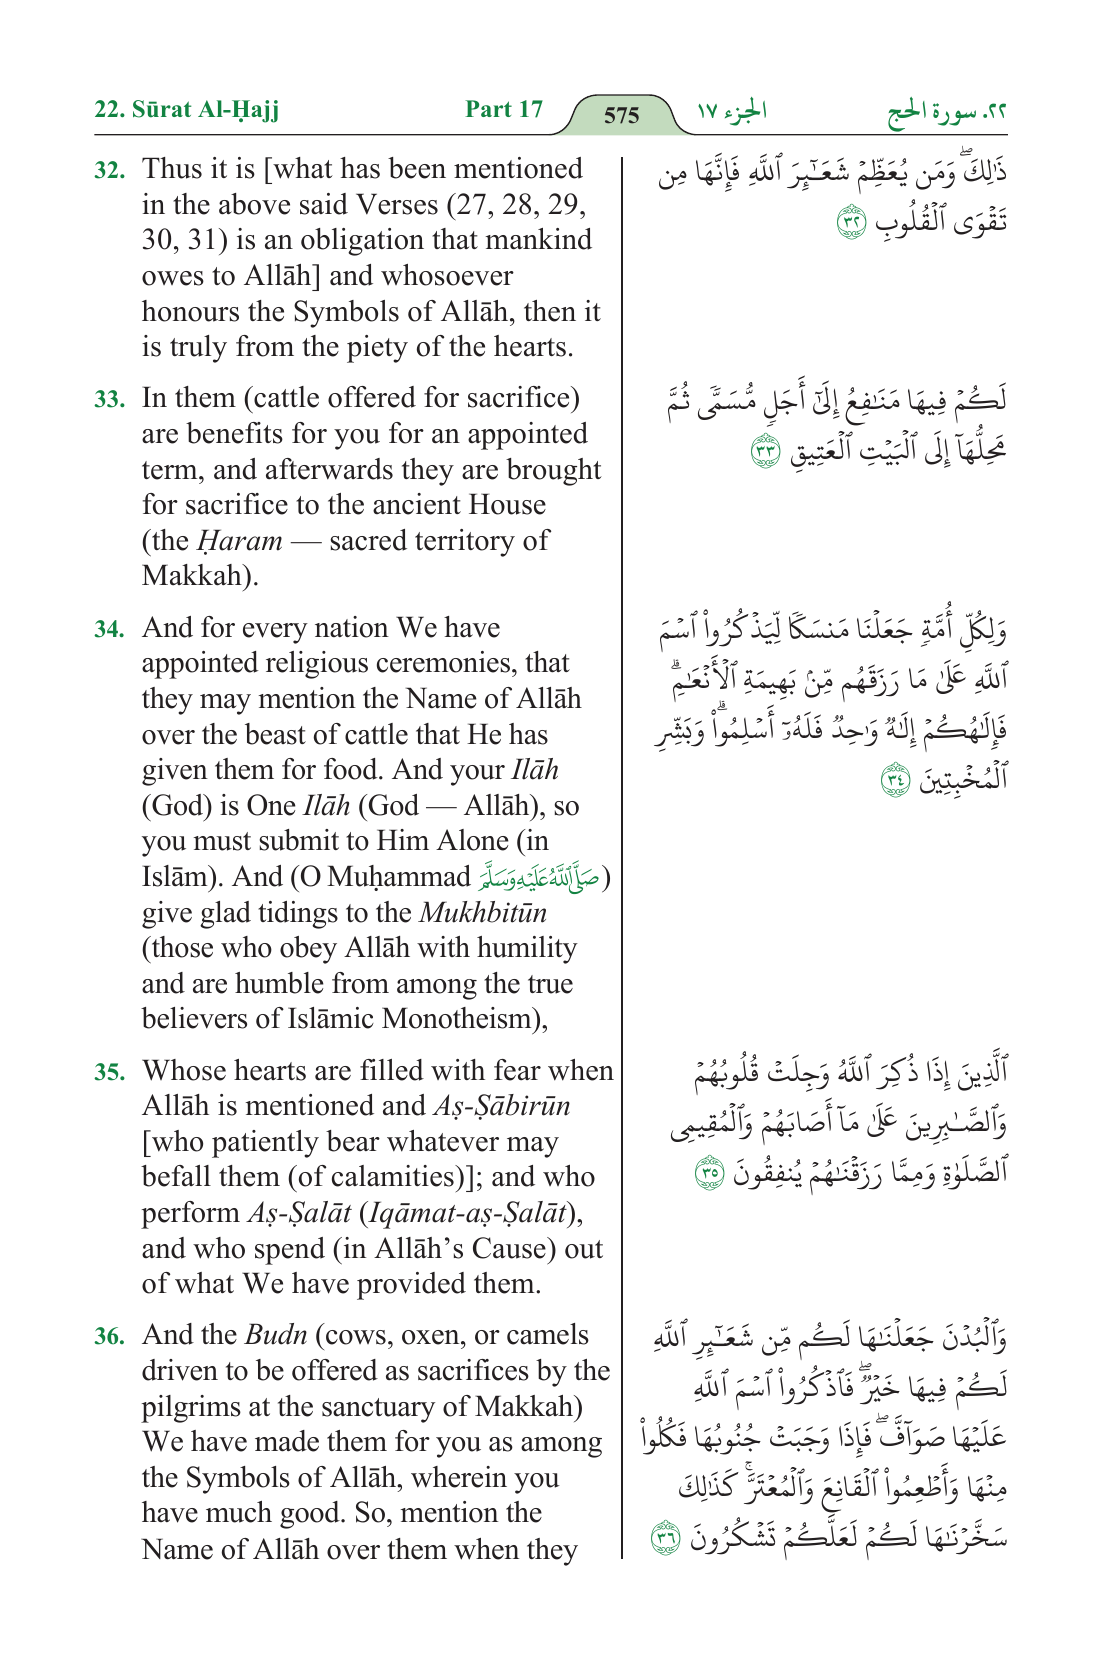 22. Sūrat Al-Ḥajj Part 17 575 الجزء ١٧ ٢٢. سورة الحج
32. Thus it is [what has been mentioned
in the above said Verses (27, 28, 29,
30, 31) is an obligation that mankind
owes to Allāh] and whosoever
honours the Symbols of Allāh, then it
is truly from the piety of the hearts.
33. In them (cattle offered for sacrifice)
are benefits for you for an appointed
term, and afterwards they are brought
for sacrifice to the ancient House
(the Ḥaram — sacred territory of
Makkah).
34. And for every nation We have
appointed religious ceremonies, that
they may mention the Name of Allāh
over the beast of cattle that He has
given them for food. And your Ilāh
(God) is One Ilāh (God — Allāh), so
you must submit to Him Alone (in
Islām). And (O Muḥammad صَلَّى ٱللَّهُ عَلَيْهِ وَسَلَّمَ)
give glad tidings to the Mukhbitūn
(those who obey Allāh with humility
and are humble from among the true
believers of Islāmic Monotheism),
35. Whose hearts are filled with fear when
Allāh is mentioned and Aṣ-Ṣābirūn
[who patiently bear whatever may
befall them (of calamities)]; and who
perform Aṣ-Ṣalāt (Iqāmat-aṣ-Ṣalāt),
and who spend (in Allāh’s Cause) out
of what We have provided them.
36. And the Budn (cows, oxen, or camels
driven to be offered as sacrifices by the
pilgrims at the sanctuary of Makkah)
We have made them for you as among
the Symbols of Allāh, wherein you
have much good. So, mention the
Name of Allāh over them when they
ذَٰلِكَۖ وَمَن يُعَظِّمْ شَعَـٰٓئِرَ ٱللَّهِ فَإِنَّهَا مِن
تَقْوَى ٱلْقُلُوبِ ٣٢
لَكُمْ فِيهَا مَنَـٰفِعُ إِلَىٰٓ أَجَلٍ مُّسَمًّى ثُمَّ
مَحِلُّهَآ إِلَى ٱلْبَيْتِ ٱلْعَتِيقِ ٣٣
وَلِكُلِّ أُمَّةٍ جَعَلْنَا مَنسَكًا لِّيَذْكُرُوا۟ ٱسْمَ
ٱللَّهِ عَلَىٰ مَا رَزَقَهُم مِّنۢ بَهِيمَةِ ٱلْأَنْعَـٰمِۗ
فَإِلَـٰهُكُمْ إِلَـٰهٌ وَٰحِدٌ فَلَهُۥٓ أَسْلِمُوا۟ۗ وَبَشِّرِ
ٱلْمُخْبِتِينَ ٣٤
ٱلَّذِينَ إِذَا ذُكِرَ ٱللَّهُ وَجِلَتْ قُلُوبُهُمْ
وَٱلصَّـٰبِرِينَ عَلَىٰ مَآ أَصَابَهُمْ وَٱلْمُقِيمِى
ٱلصَّلَوٰةِ وَمِمَّا رَزَقْنَـٰهُمْ يُنفِقُونَ ٣٥
وَٱلْبُدْنَ جَعَلْنَـٰهَا لَكُم مِّن شَعَـٰٓئِرِ ٱللَّهِ
لَكُمْ فِيهَا خَيْرٌۖ فَٱذْكُرُوا۟ ٱسْمَ ٱللَّهِ
عَلَيْهَا صَوَآفَّۖ فَإِذَا وَجَبَتْ جُنُوبُهَا فَكُلُوا۟
مِنْهَا وَأَطْعِمُوا۟ ٱلْقَانِعَ وَٱلْمُعْتَرَّۚ كَذَٰلِكَ
سَخَّرْنَـٰهَا لَكُمْ لَعَلَّكُمْ تَشْكُرُونَ ٣٦